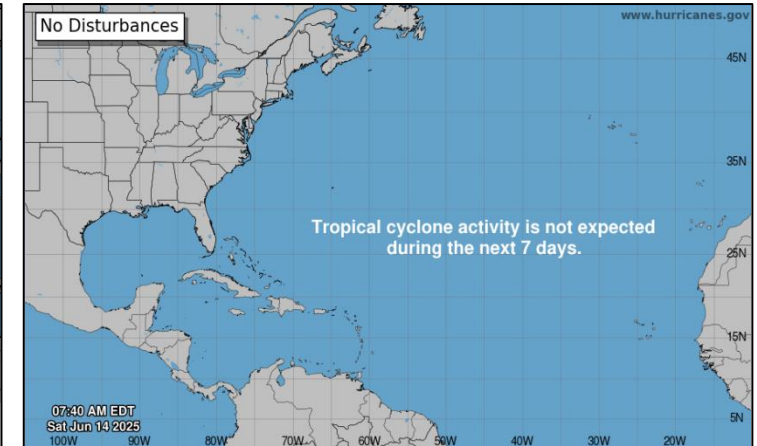 No Disturbances
www.hurricanes.gov
45N
35N
Tropical cyclone activity is not expected
during the next 7 days.
25N
15N
07:40 AM EDT
Sat Jun 14 2025
5N
100W 90W 80W 70W 60W 50W 40W 30W 20W